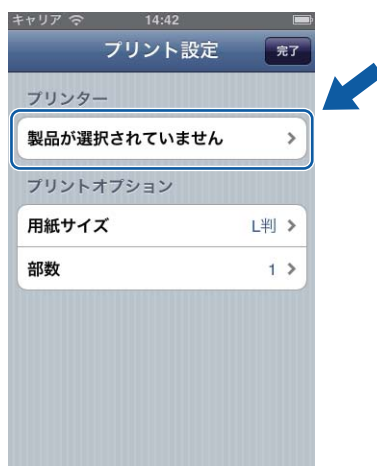 キャリア 14:42
プリント設定 完了
プリンター
製品が選択されていません
プリントオプション
用紙サイズ L判
部数 1